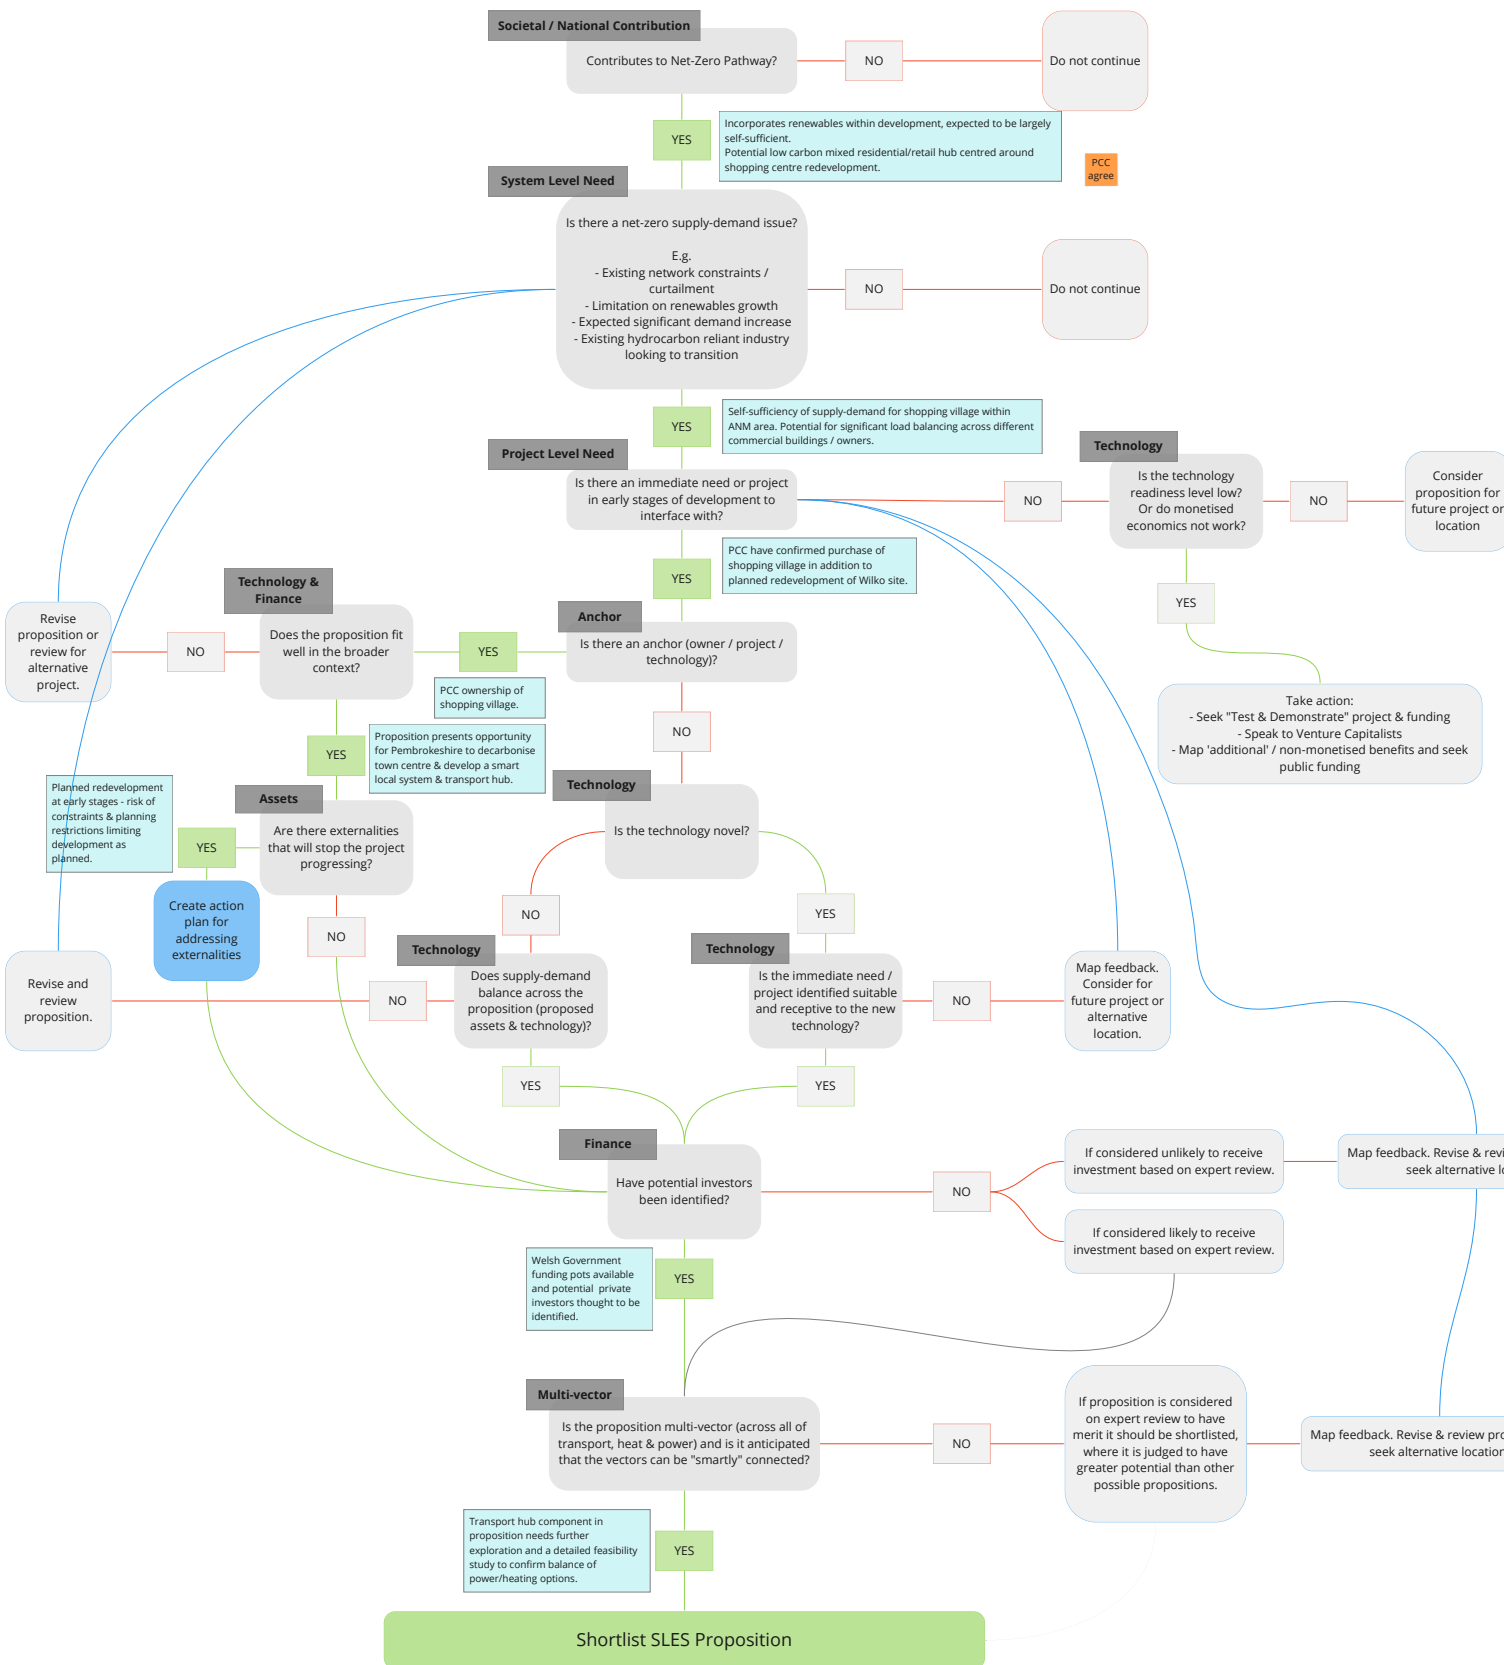 Societal / National Contribution
Contributes to Net-Zero Pathway?
NO
Do not continue
YES
Incorporates renewables within development, expected to be largely
self-sufficient.
Potential low carbon mixed residential/retail hub centred around
shopping centre redevelopment.
PCC
agree
System Level Need
Is there a net-zero supply-demand issue?
E.g.
- Existing network constraints /
curtailment
- Limitation on renewables growth
- Expected significant demand increase
- Existing hydrocarbon reliant industry
looking to transition
NO
Do not continue
YES
Self-sufficiency of supply-demand for shopping village within
ANM area. Potential for significant load balancing across different
commercial buildings / owners.
Project Level Need
Is there an immediate need or project
in early stages of development to
interface with?
NO
Technology
Is the technology
readiness level low?
Or do monetised
economics not work?
NO
Consider
proposition for
future project or
location
YES
Take action:
- Seek "Test & Demonstrate" project & funding
- Speak to Venture Capitalists
- Map 'additional' / non-monetised benefits and seek
public funding
YES
PCC have confirmed purchase of
shopping village in addition to
planned redevelopment of Wilko site.
Anchor
Is there an anchor (owner / project /
technology)?
YES
PCC ownership of
shopping village.
Technology &
Finance
Does the proposition fit
well in the broader
context?
NO
Revise
proposition or
review for
alternative
project.
YES
Proposition presents opportunity
for Pembrokeshire to decarbonise
town centre & develop a smart
local system & transport hub.
Assets
Are there externalities
that will stop the project
progressing?
YES
Planned redevelopment
at early stages - risk of
constraints & planning
restrictions limiting
development as
planned.
Create action
plan for
addressing
externalities
NO
NO
Technology
Is the technology novel?
NO
YES
Technology
Does supply-demand
balance across the
proposition (proposed
assets & technology)?
NO
Revise and
review
proposition.
YES
Technology
Is the immediate need /
project identified suitable
and receptive to the new
technology?
NO
Map feedback.
Consider for
future project or
alternative
location.
YES
Finance
Have potential investors
been identified?
NO
If considered unlikely to receive
investment based on expert review.
Map feedback. Revise &
seek alternative
If considered likely to receive
investment based on expert review.
YES
Welsh Government
funding pots available
and potential private
investors thought to be
identified.
Multi-vector
Is the proposition multi-vector (across all of
transport, heat & power) and is it anticipated
that the vectors can be "smartly" connected?
NO
If proposition is considered
on expert review to have
merit it should be shortlisted,
where it is judged to have
greater potential than other
possible propositions.
Map feedback. Revise & review
seek alternative location
YES
Transport hub component in
proposition needs further
exploration and a detailed feasibility
study to confirm balance of
power/heating options.
Shortlist SLES Proposition